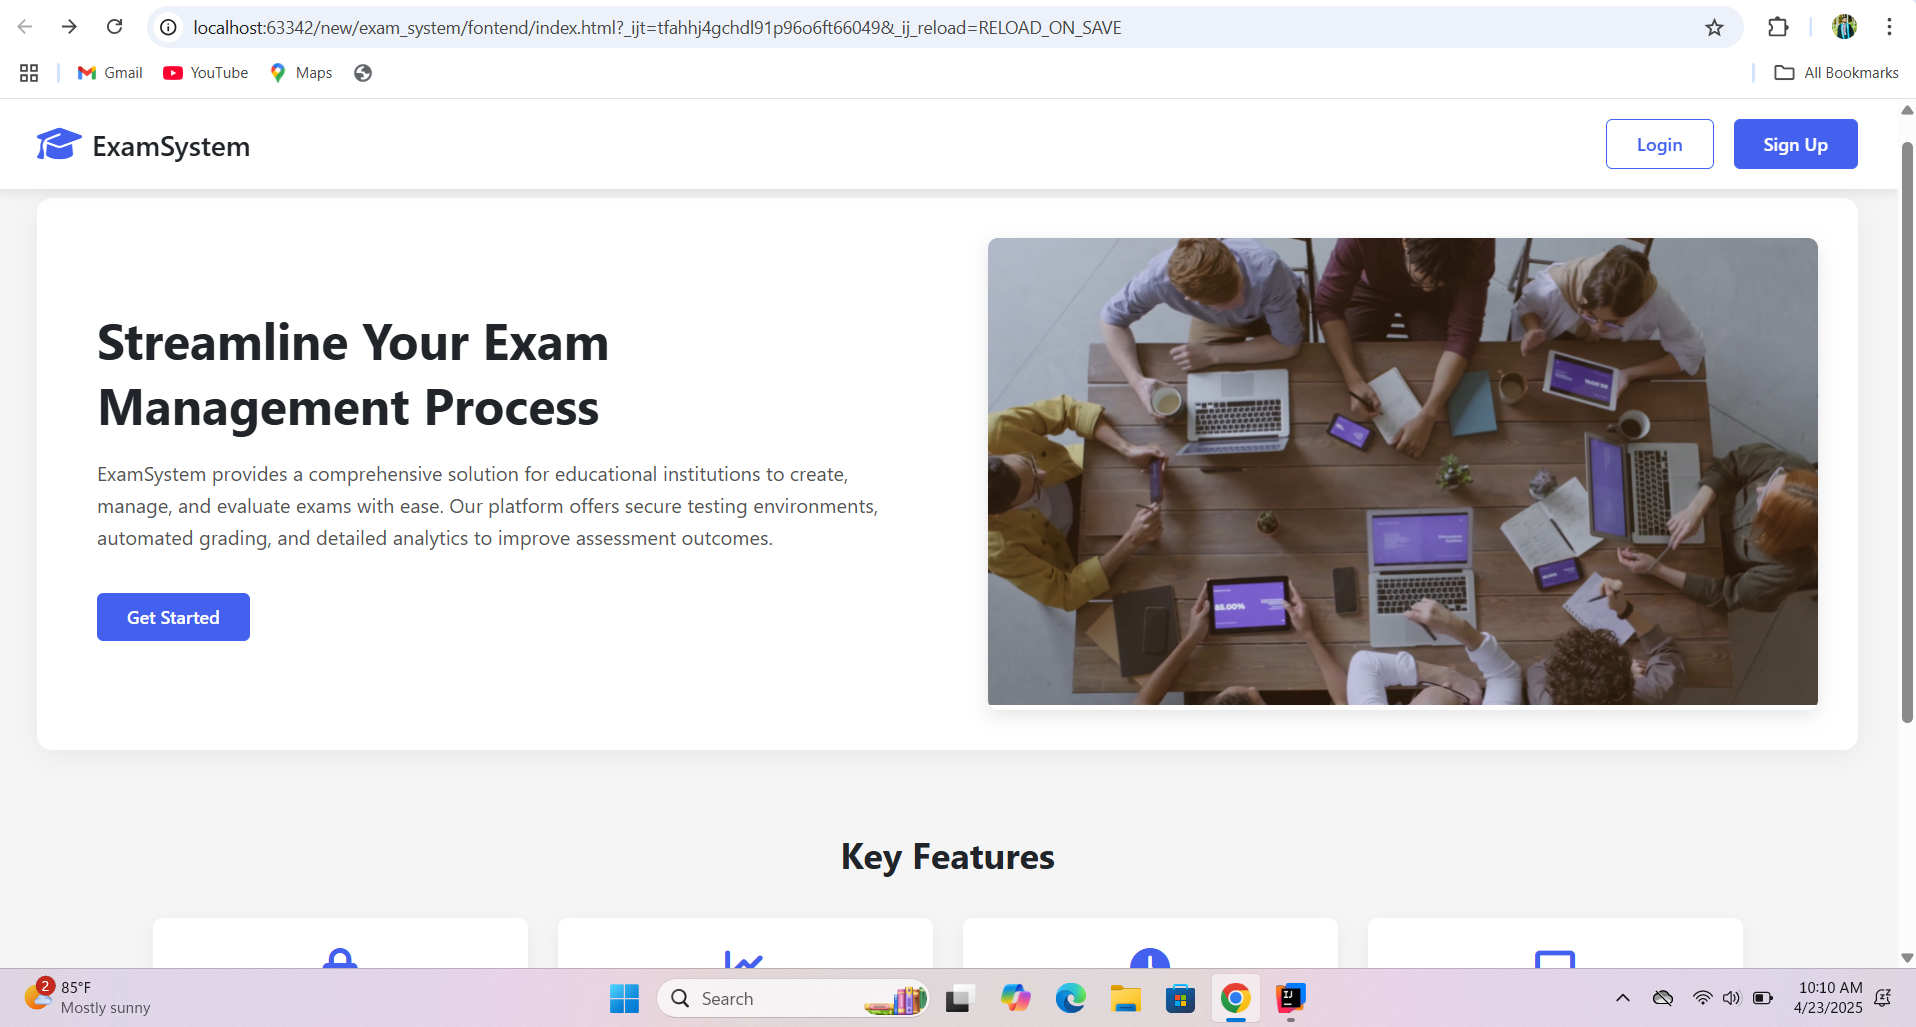 localhost:63342/new/exam_system/fontend/index.html?_ijt=tfahhj4gchdl91p96o6ft66049&_ij_reload=RELOAD_ON_SAVE
Gmail
YouTube
Maps
All Bookmarks
ExamSystem
Login
Sign Up
Streamline Your Exam
Management Process
ExamSystem provides a comprehensive solution for educational institutions to create,
manage, and evaluate exams with ease. Our platform offers secure testing environments,
automated grading, and detailed analytics to improve assessment outcomes.
Get Started
85.00%
Key Features
2
85°F
Mostly sunny
Search
IJ
10:10 AM
4/23/2025